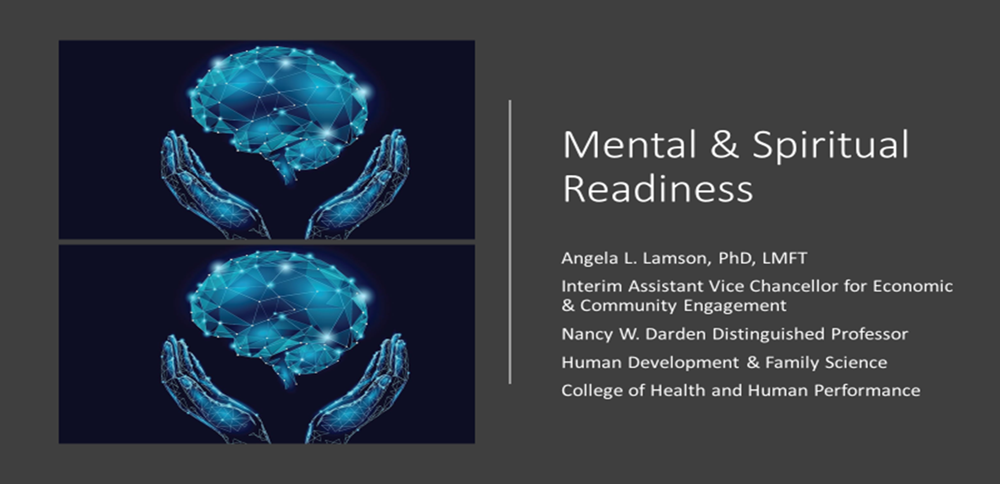 Mental & Spiritual
Readiness
Angela L. Lamson, PhD, LMFT
Interim Assistant Vice Chancellor for Economic
& Community Engagement
Nancy W. Darden Distinguished Professor
Human Development & Family Science
College of Health and Human Performance